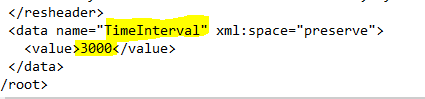 </resheader>
<data name="TimeInterval" xml:space="preserve">
<value>3000</value>
</data>
/root>